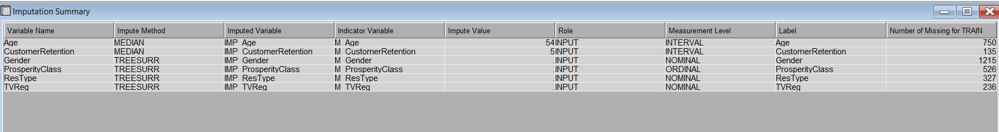 Imputation Summary
Variable Name Impute Method Imputed Variable Indicator Variable Impute Value Role Measurement Level Label Number of Missing for TRAIN
Age MEDIAN IMP_Age M_Age 54 INPUT INTERVAL Age 750
CustomerRetention MEDIAN IMP_CustomerRetention M_CustomerRetention 5 INPUT INTERVAL CustomerRetention 135
Gender TREESURR IMP_Gender M_Gender . INPUT NOMINAL Gender 1215
ProsperityClass TREESURR IMP_ProsperityClass M_ProsperityClass . INPUT ORDINAL ProsperityClass 526
ResType TREESURR IMP_ResType M_ResType . INPUT NOMINAL ResType 327
TVReg TREESURR IMP_TVReg M_TVReg . INPUT NOMINAL TVReg 236